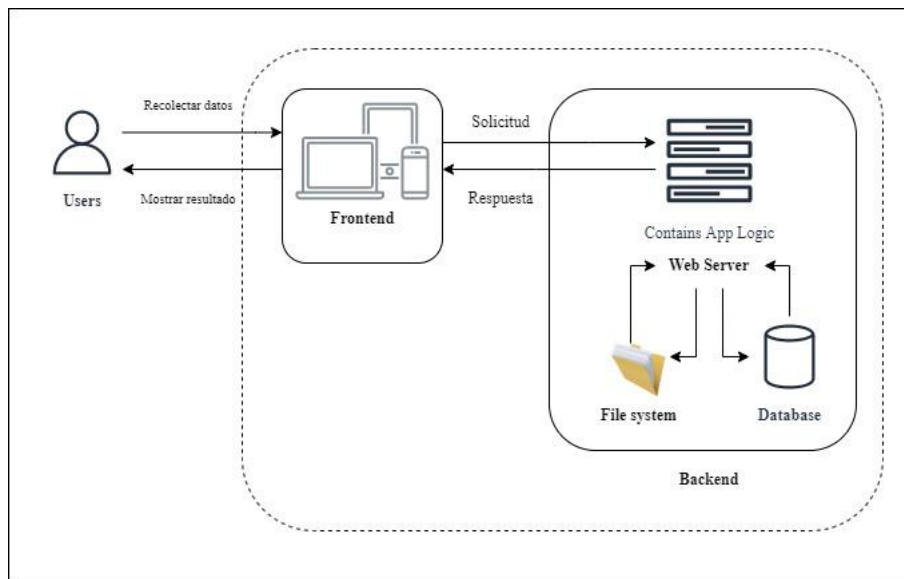 Recolectar datos
Users
Mostrar resultado
Frontend
Solicitud
Respuesta
Contains App Logic
Web Server
File system
Database
Backend